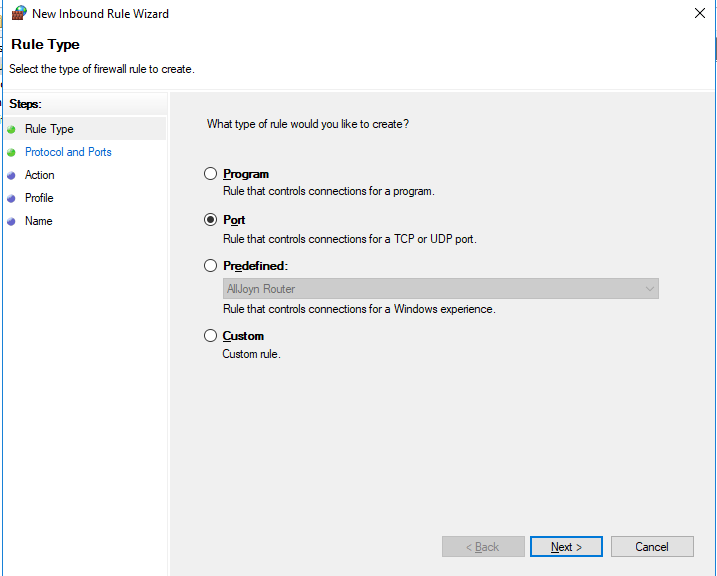 New Inbound Rule Wizard
Rule Type
Select the type of firewall rule to create.
Steps:
Rule Type
Protocol and Ports
Action
Profile
Name
What type of rule would you like to create?
Program
Rule that controls connections for a program.
Port
Rule that controls connections for a TCP or UDP port.
Predefined:
AllJoyn Router
Rule that controls connections for a Windows experience.
Custom
Custom rule.
< Back
Next >
Cancel